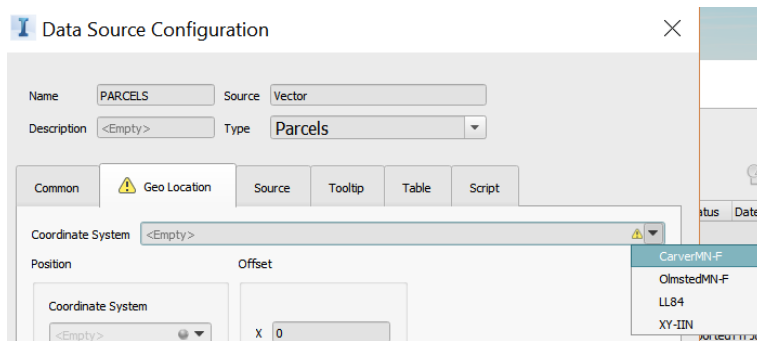 I Data Source Configuration
Name PARCELS Source Vector
Description <Empty> Type Parcels
Common Geo Location Source Tooltip Table Script
Coordinate System <Empty>
Position Offset
Coordinate System
<Empty> X 0
CarverMN-F
OlmstedMN-F
LL84
XY-IIN
Date